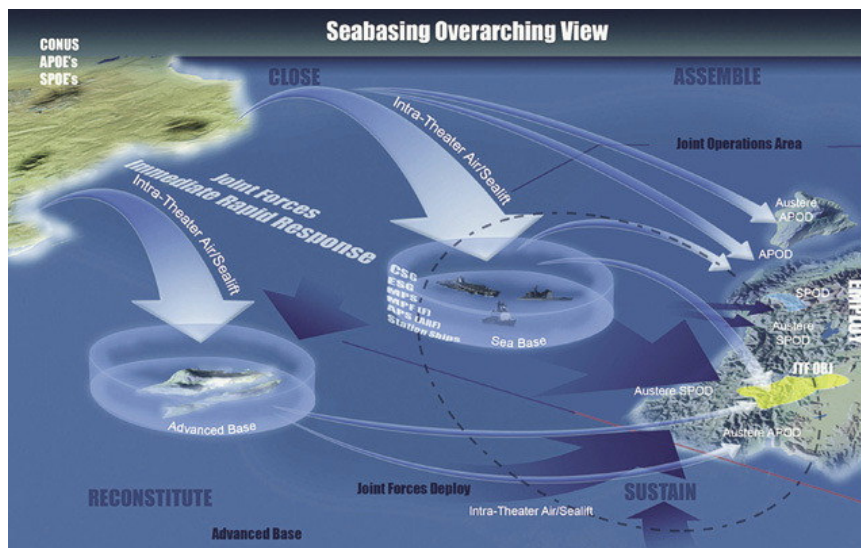 Seabasing Overarching View
CONUS
APOE's
SPOE's
CLOSE
ASSEMBLE
Intra-Theater Air/Sealift
Joint Operations Area
Joint Forces
Immediate Rapid Response
Intra-Theater Air/Sealift
Austere
APOD
APOD
CSG
ESG
MPS
MPF (F)
APS (ARF)
Station Ships
Sea Base
SPOD
Austere
SPOD
JTF OBJ
Austere SPOD
Advanced Base
Austere APOD
RECONSTITUTE
Joint Forces Deploy
SUSTAIN
Intra-Theater Air/Sealift
Advanced Base